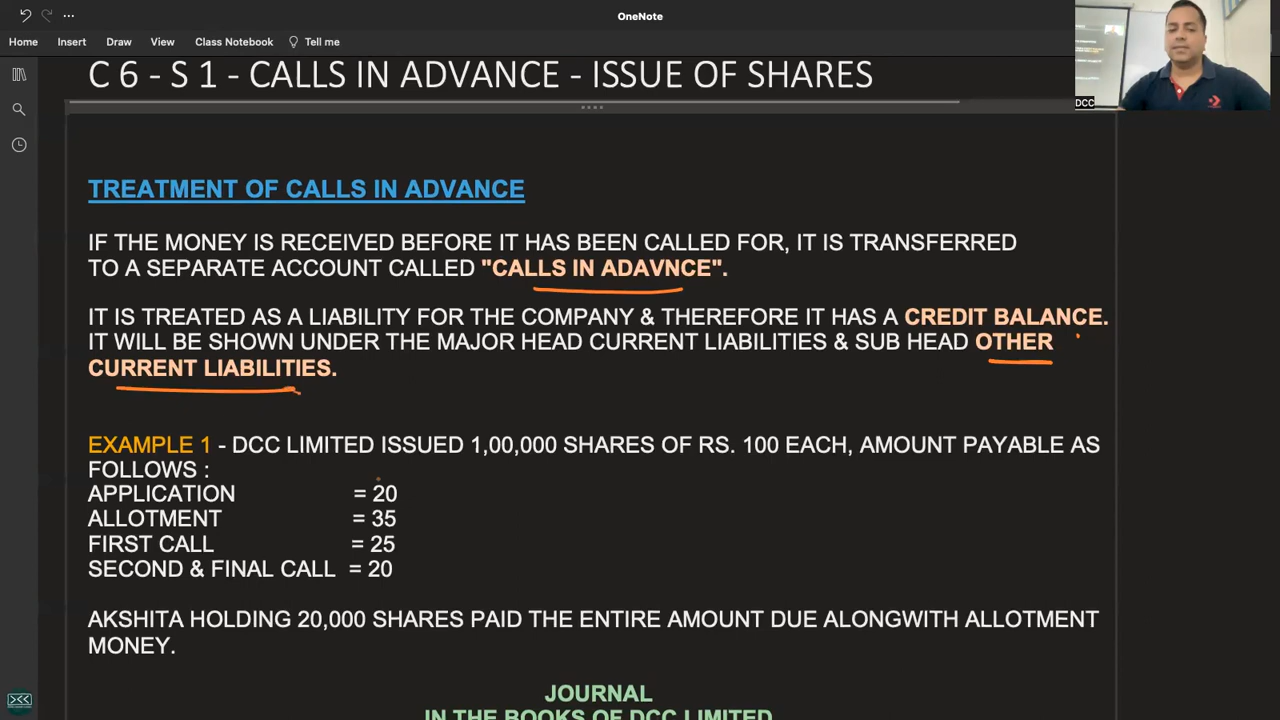 OneNote
Home Insert Draw View Class Notebook Tell me
C 6 - S 1 - CALLS IN ADVANCE - ISSUE OF SHARES
DCC
TREATMENT OF CALLS IN ADVANCE
IF THE MONEY IS RECEIVED BEFORE IT HAS BEEN CALLED FOR, IT IS TRANSFERRED
TO A SEPARATE ACCOUNT CALLED "CALLS IN ADAVNCE".
IT IS TREATED AS A LIABILITY FOR THE COMPANY & THEREFORE IT HAS A CREDIT BALANCE.
IT WILL BE SHOWN UNDER THE MAJOR HEAD CURRENT LIABILITIES & SUB HEAD OTHER
CURRENT LIABILITIES.
EXAMPLE 1 - DCC LIMITED ISSUED 1,00,000 SHARES OF RS. 100 EACH, AMOUNT PAYABLE AS
FOLLOWS :
APPLICATION = 20
ALLOTMENT = 35
FIRST CALL = 25
SECOND & FINAL CALL = 20
AKSHITA HOLDING 20,000 SHARES PAID THE ENTIRE AMOUNT DUE ALONGWITH ALLOTMENT
MONEY.
JOURNAL
IN THE BOOKS OF DCC LIMITED